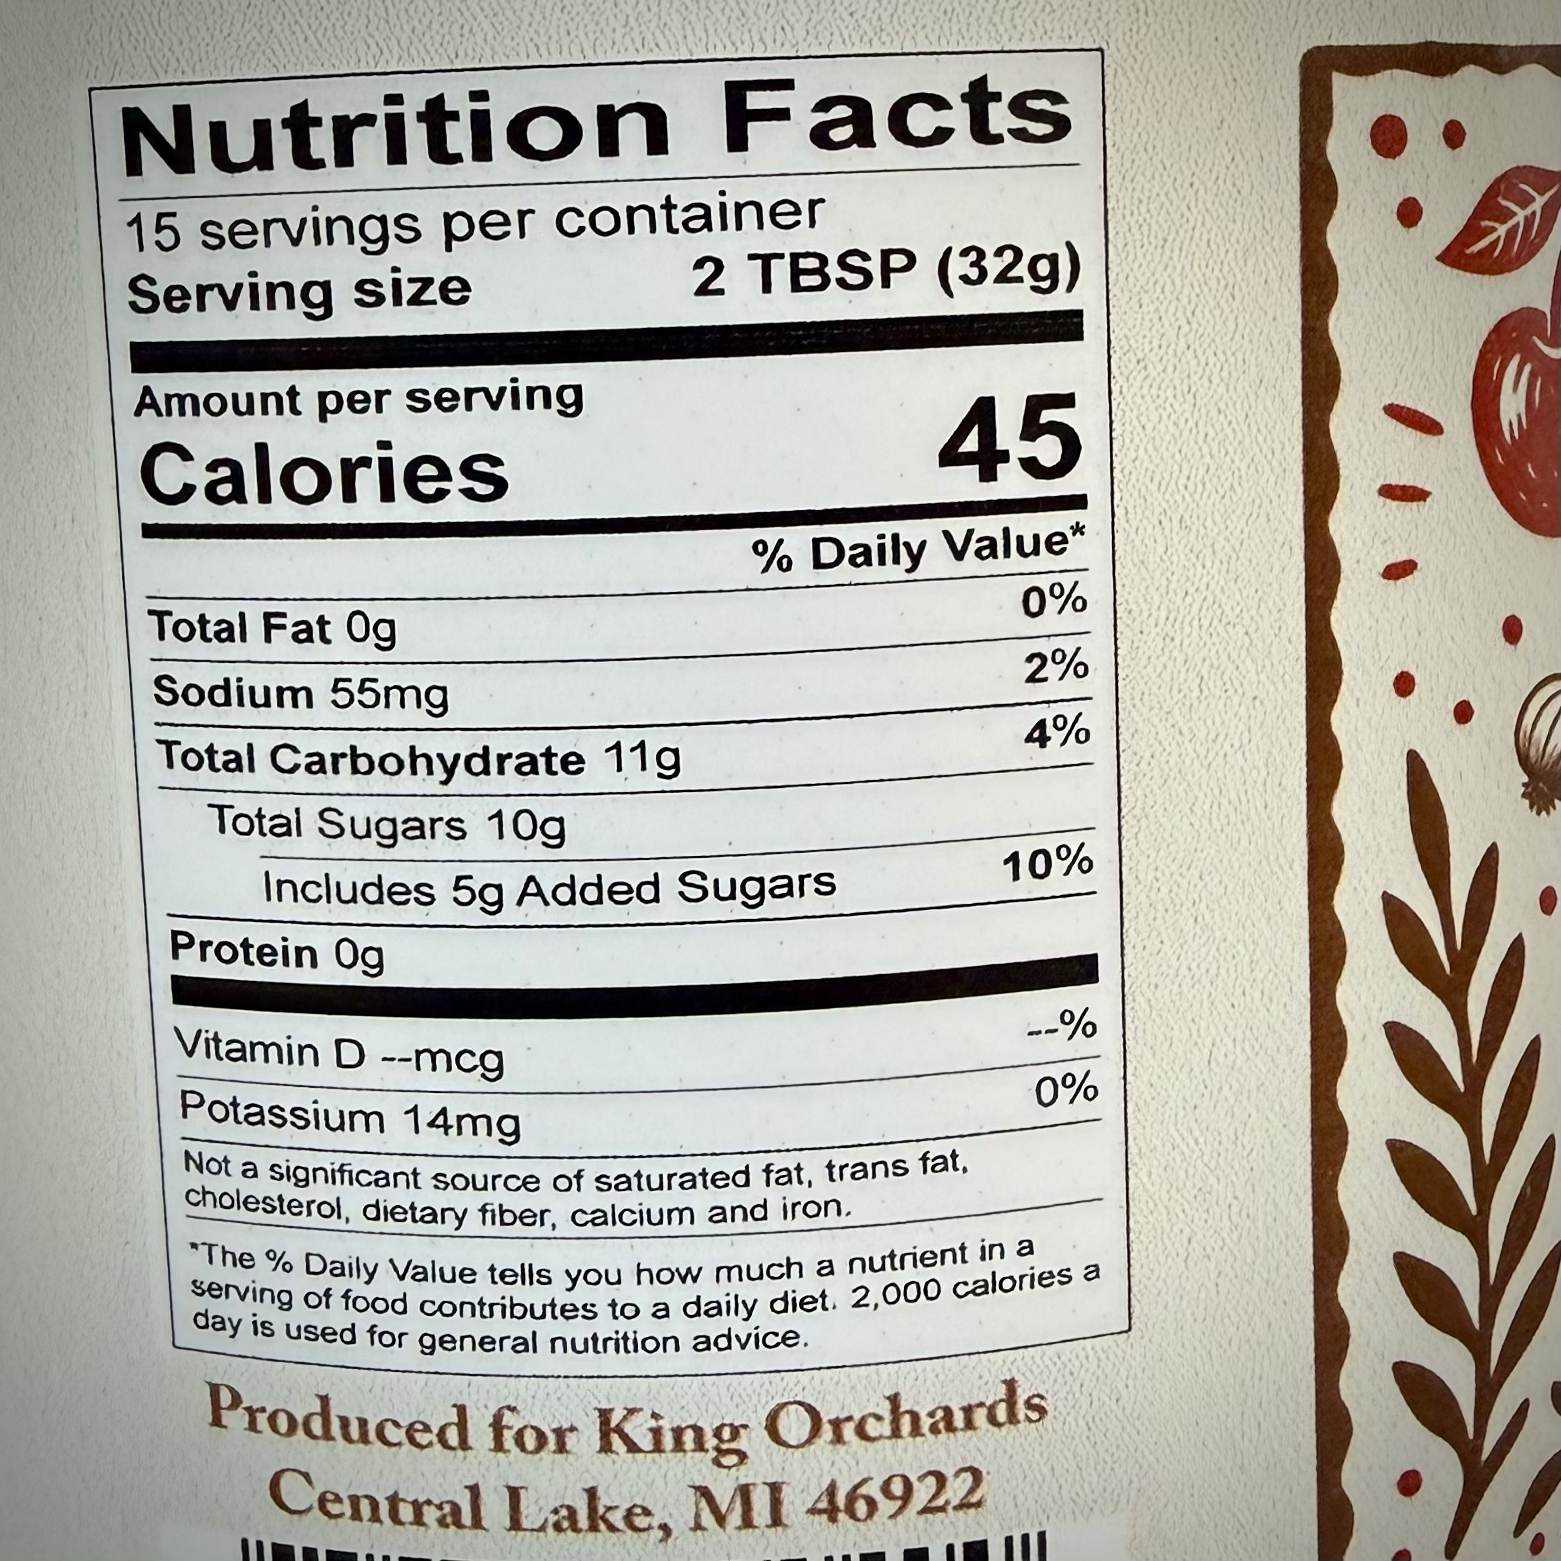 Nutrition Facts
15 servings per container
Serving size 2 TBSP (32g)
Amount per serving
Calories 45
% Daily Value*
Total Fat 0g 0%
Sodium 55mg 2%
Total Carbohydrate 11g 4%
Total Sugars 10g
Includes 5g Added Sugars 10%
Protein 0g
Vitamin D --mcg --%
Potassium 14mg 0%
Not a significant source of saturated fat, trans fat,
cholesterol, dietary fiber, calcium and iron.
*The % Daily Value tells you how much a nutrient in a
serving of food contributes to a daily diet. 2,000 calories a
day is used for general nutrition advice.
Produced for King Orchards
Central Lake, MI 46922